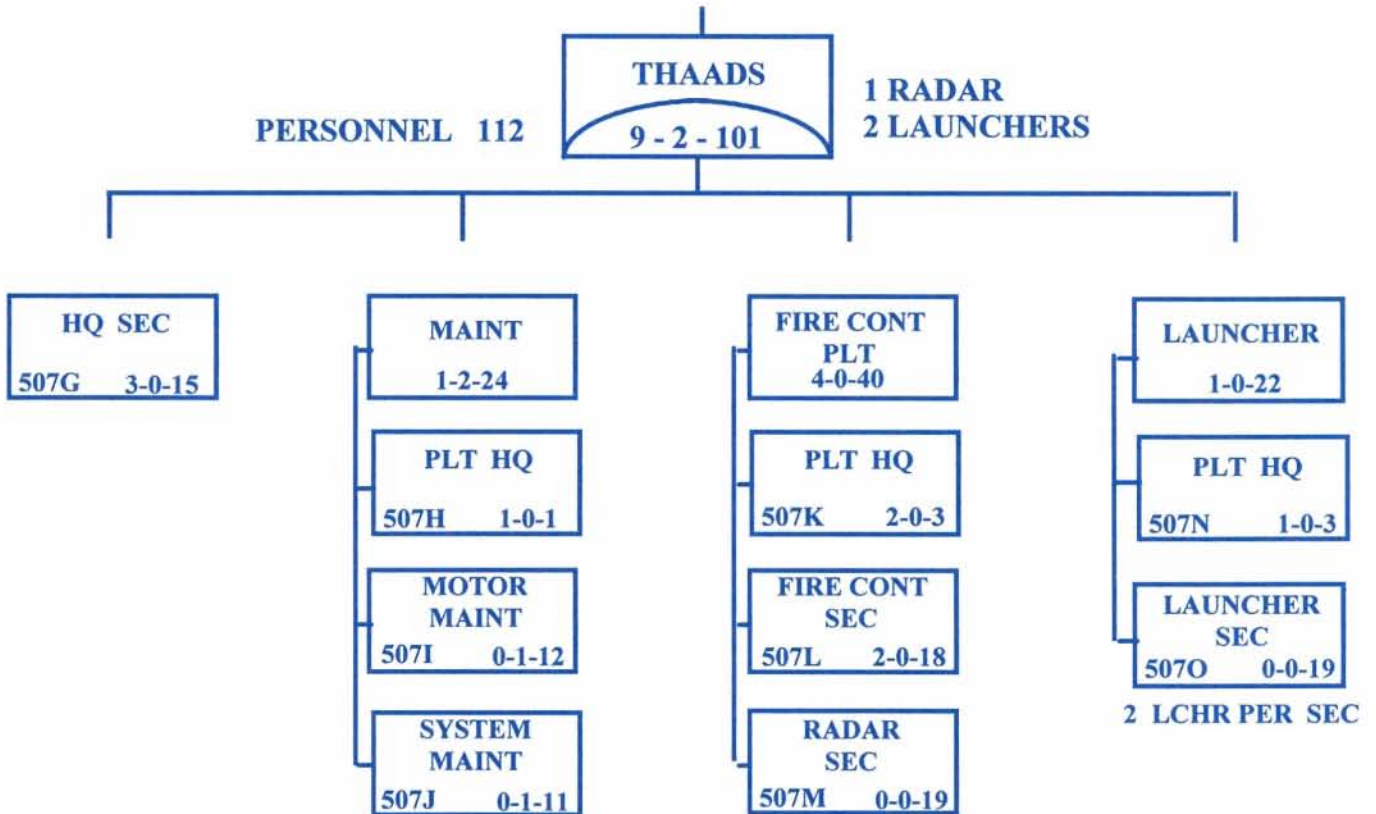 THAADS
9 - 2 - 101
PERSONNEL 112
1 RADAR
2 LAUNCHERS
HQ SEC
507G 3-0-15
MAINT
1-2-24
PLT HQ
507H 1-0-1
MOTOR
MAINT
507I 0-1-12
SYSTEM
MAINT
507J 0-1-11
FIRE CONT
PLT
4-0-40
PLT HQ
507K 2-0-3
FIRE CONT
SEC
507L 2-0-18
RADAR
SEC
507M 0-0-19
LAUNCHER
1-0-22
PLT HQ
507N 1-0-3
LAUNCHER
SEC
507O 0-0-19
2 LCHR PER SEC